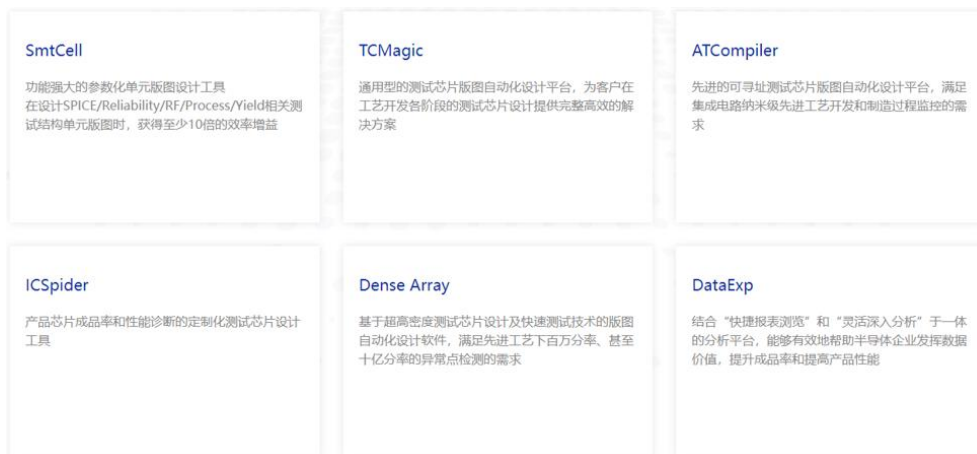 SmtCell
功能强大的参数化单元版图设计工具
在设计SPICE/Reliability/RF/Process/Yield相关测
试结构单元版图时，获得至少10倍的效率增益
TCMagic
通用型的测试芯片版图自动化设计平台，为客户在
工艺开发各阶段的测试芯片设计提供完整高效的解
决方案
ATCompiler
先进的可寻址测试芯片版图自动化设计平台，满足
集成电路纳米级先进工艺开发和制造过程监控的需
求
ICSpider
产品芯片成品率和性能诊断的定制化测试芯片设计
工具
Dense Array
基于超高密度测试芯片设计及快速测试技术的版图
自动化设计软件，满足先进工艺下百万分率、甚至
十亿分率的异常点检测的需求
DataExp
结合“快捷报表浏览”和“灵活深入分析”于一体
的分析平台，能够有效地帮助半导体企业发挥数据
价值，提升成品率和提高产品性能